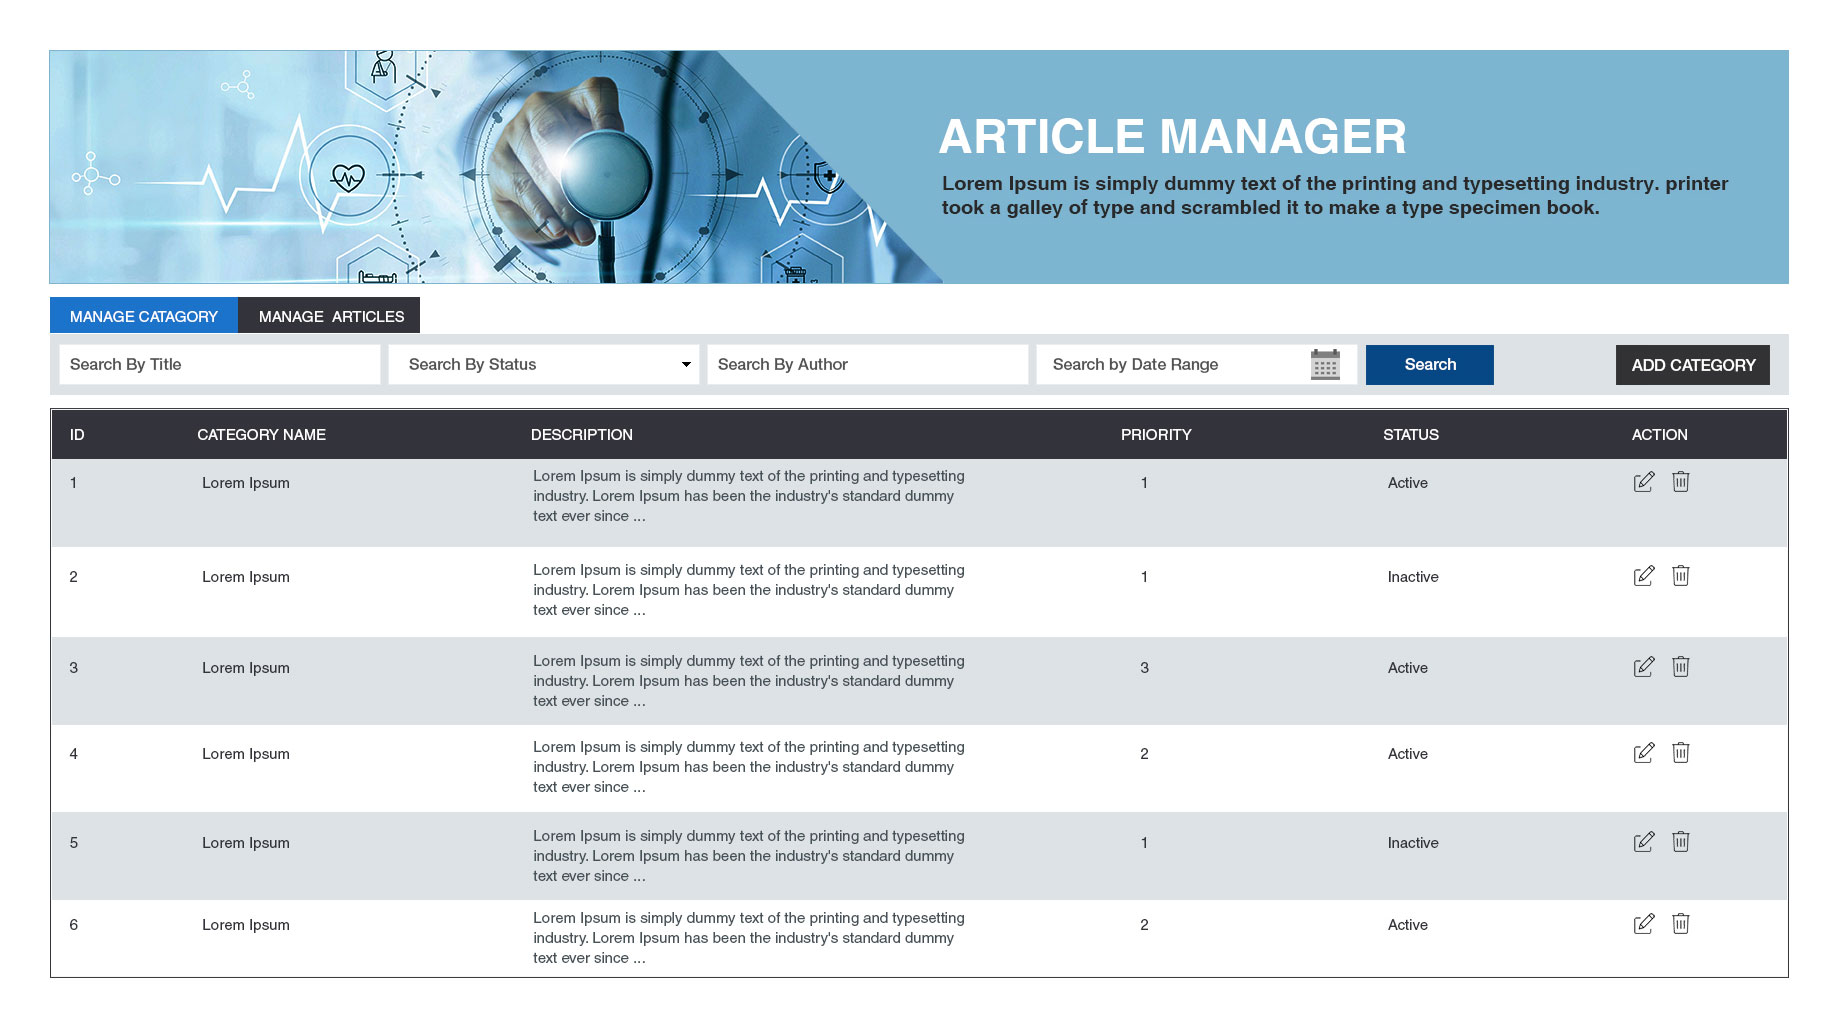 ARTICLE MANAGER
Lorem Ipsum is simply dummy text of the printing and typesetting industry. printer
took a galley of type and scrambled it to make a type specimen book.
MANAGE CATAGORY MANAGE ARTICLES
Search By Title Search By Status Search By Author Search by Date Range Search ADD CATEGORY
ID CATEGORY NAME DESCRIPTION PRIORITY STATUS ACTION
1 Lorem Ipsum Lorem Ipsum is simply dummy text of the printing and typesetting 1 Active
industry. Lorem Ipsum has been the industry's standard dummy
text ever since ...
2 Lorem Ipsum Lorem Ipsum is simply dummy text of the printing and typesetting 1 Inactive
industry. Lorem Ipsum has been the industry's standard dummy
text ever since ...
3 Lorem Ipsum Lorem Ipsum is simply dummy text of the printing and typesetting 3 Active
industry. Lorem Ipsum has been the industry's standard dummy
text ever since ...
4 Lorem Ipsum Lorem Ipsum is simply dummy text of the printing and typesetting 2 Active
industry. Lorem Ipsum has been the industry's standard dummy
text ever since ...
5 Lorem Ipsum Lorem Ipsum is simply dummy text of the printing and typesetting 1 Inactive
industry. Lorem Ipsum has been the industry's standard dummy
text ever since ...
6 Lorem Ipsum Lorem Ipsum is simply dummy text of the printing and typesetting 2 Active
industry. Lorem Ipsum has been the industry's standard dummy
text ever since ...